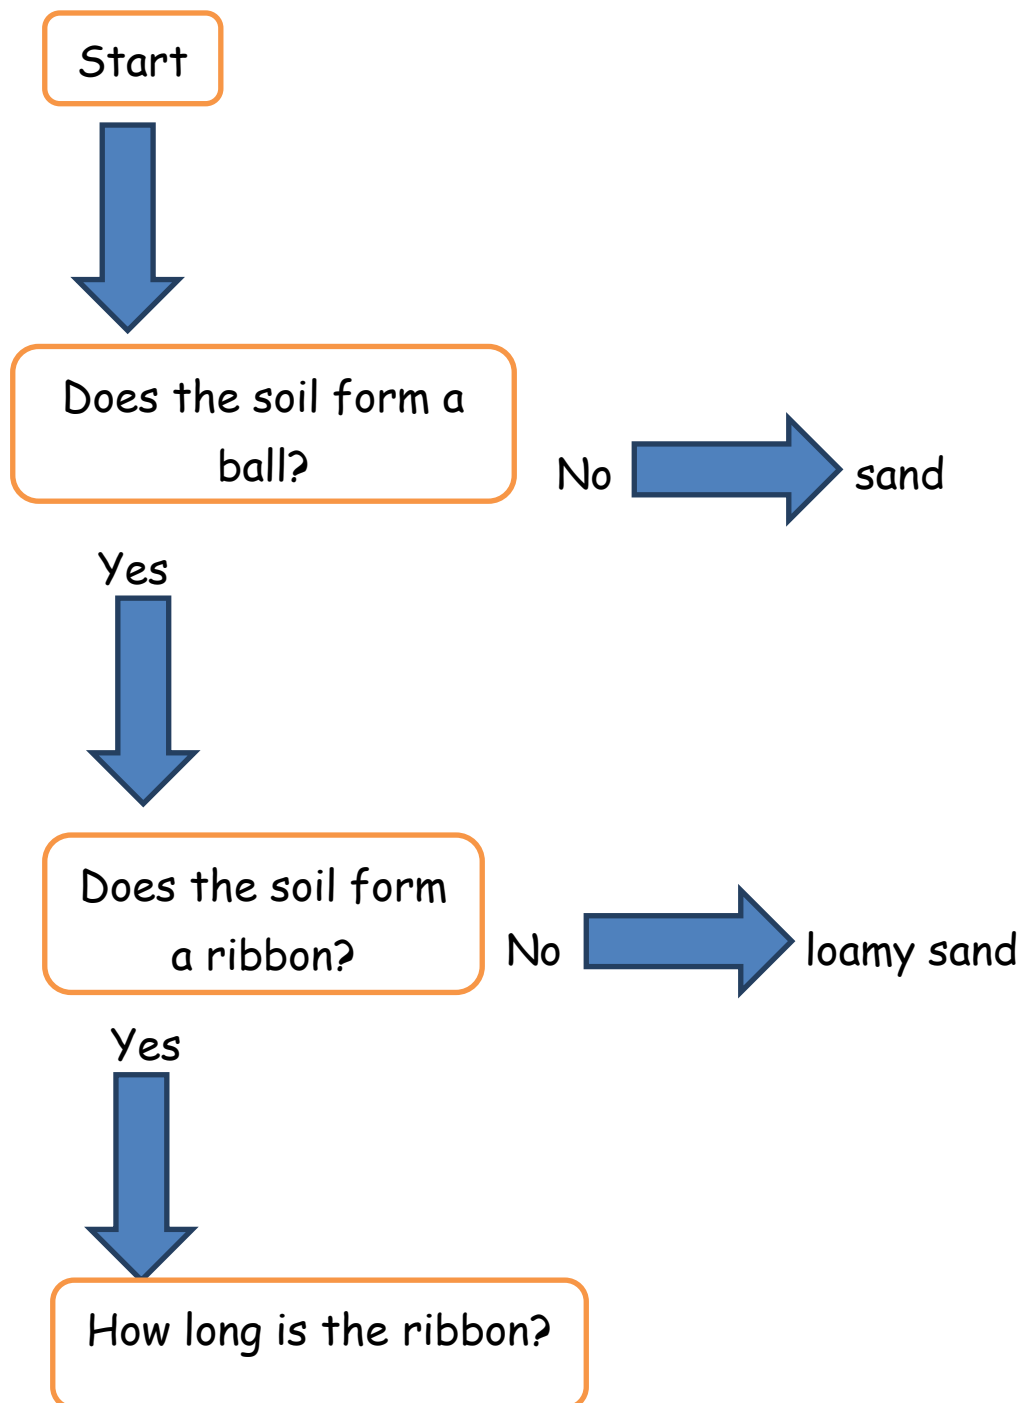 Start
Does the soil form a
ball?
No
sand
Yes
Does the soil form
a ribbon?
No
loamy sand
Yes
How long is the ribbon?